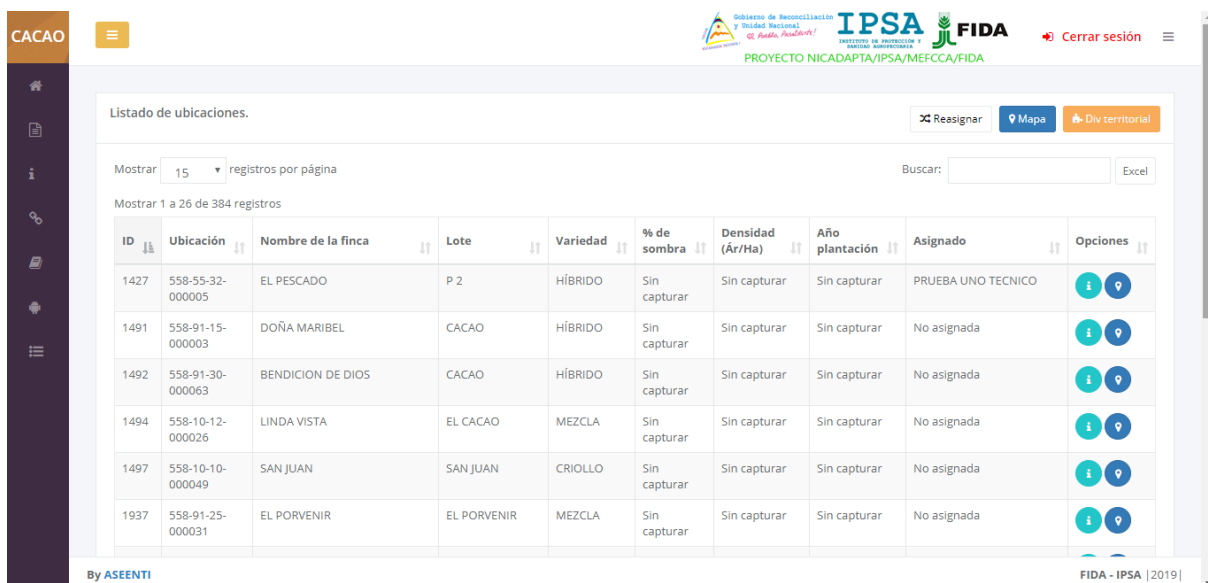 CACAO
Gobierno de Reconciliación
y Unidad Nacional
El Pueblo, Presidente!
IPSA
INSTITUTO DE PROTECCIÓN Y
SANIDAD AGROPECUARIA
FIDA
PROYECTO NICADAPTA/IPSA/MEFCCA/FIDA
Cerrar sesión
Listado de ubicaciones.
Reasignar
Mapa
Div territorial
Mostrar 15 registros por página
Buscar:
Excel
Mostrar 1 a 26 de 384 registros
ID Ubicación Nombre de la finca Lote Variedad % de sombra Densidad (Ár/Ha) Año plantación Asignado Opciones
1427 558-55-32-000005 EL PESCADO P 2 HÍBRIDO Sin capturar Sin capturar Sin capturar PRUEBA UNO TECNICO
1491 558-91-15-000003 DOÑA MARIBEL CACAO HÍBRIDO Sin capturar Sin capturar Sin capturar No asignada
1492 558-91-30-000063 BENDICION DE DIOS CACAO HÍBRIDO Sin capturar Sin capturar Sin capturar No asignada
1494 558-10-12-000026 LINDA VISTA EL CACAO MEZCLA Sin capturar Sin capturar Sin capturar No asignada
1497 558-10-10-000049 SAN JUAN SAN JUAN CRIOLLO Sin capturar Sin capturar Sin capturar No asignada
1937 558-91-25-000031 EL PORVENIR EL PORVENIR MEZCLA Sin capturar Sin capturar Sin capturar No asignada
By ASEENTI
FIDA - IPSA |2019|